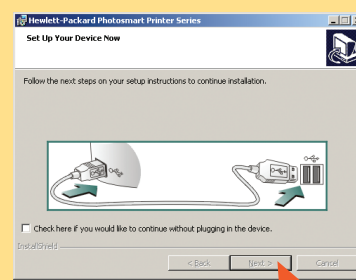 Hewlett-Packard Photosmart Printer Series
Set Up Your Device Now
Follow the next steps on your setup instructions to continue installation.
Check here if you would like to continue without plugging in the device.
InstallShield
< Back Next > Cancel